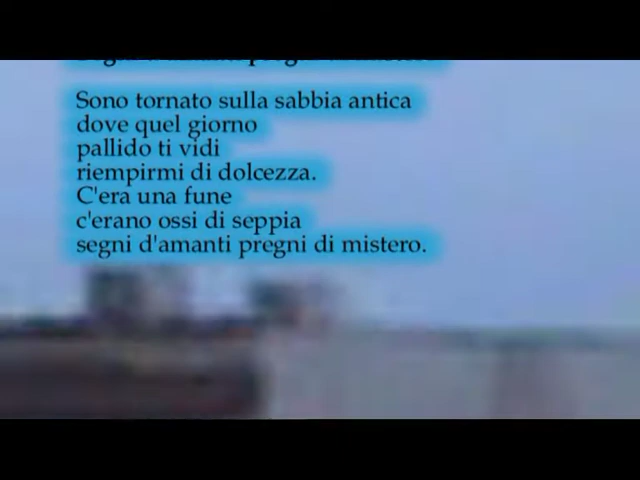 Sono tornato sulla sabbia antica
dove quel giorno
pallido ti vidi
riempirmi di dolcezza.
C'era una fune
c'erano ossi di seppia
segni d'amanti pregni di mistero.